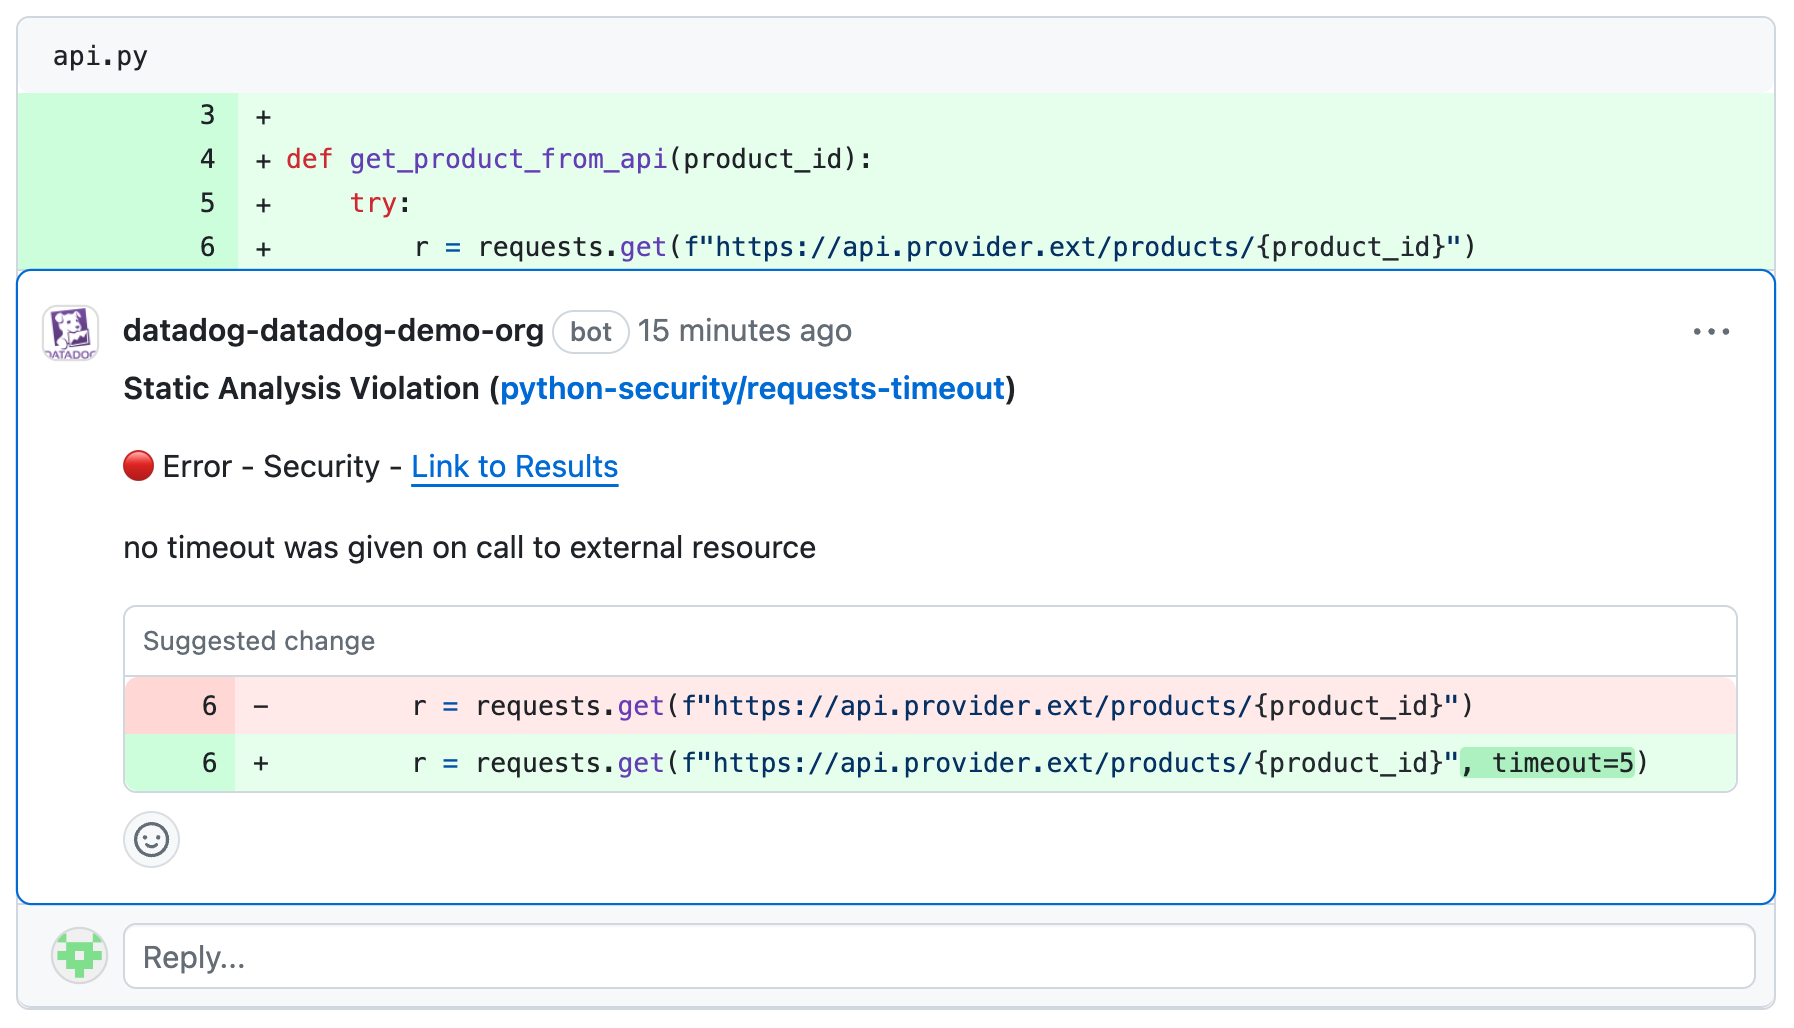 api.py
3 +
4 + def get_product_from_api(product_id):
5 + try:
6 + r = requests.get(f"https://api.provider.ext/products/{product_id}")
DATADOG
datadog-datadog-demo-org bot 15 minutes ago
Static Analysis Violation (python-security/requests-timeout)
Error - Security - Link to Results
no timeout was given on call to external resource
Suggested change
6 − r = requests.get(f"https://api.provider.ext/products/{product_id}")
6 + r = requests.get(f"https://api.provider.ext/products/{product_id}", timeout=5)
Reply...